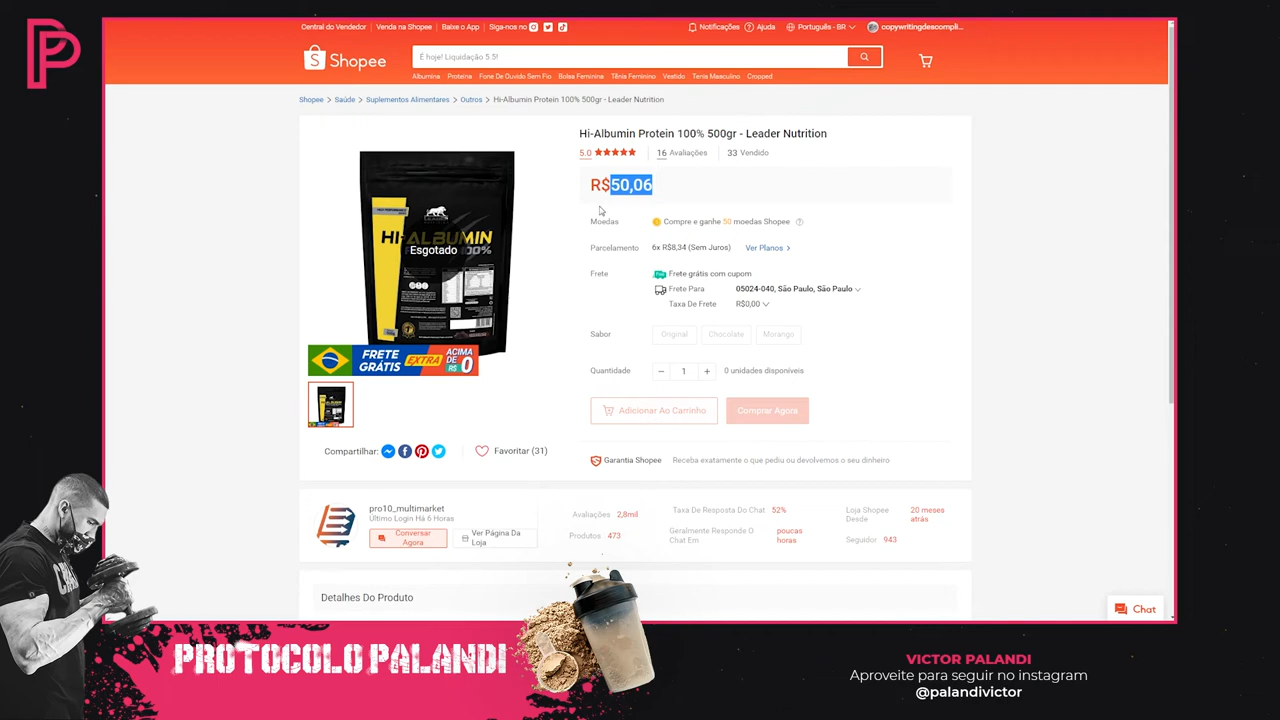 Central do Vendedor Venda na Shopee Baixe o App Siga-nos no
Notificações Ajuda Português - BR copywritingdescompli...
Shopee
É hoje! Liquidação 5.5!
Albumina Proteina Fone De Ouvido Sem Fio Bolsa Feminina Tênis Feminino Vestido Tenis Masculino Cropped
Shopee > Saúde > Suplementos Alimentares > Outros > Hi-Albumin Protein 100% 500gr - Leader Nutrition
Hi-Albumin Protein 100% 500gr - Leader Nutrition
5.0 16 Avaliações 33 Vendido
R$50,06
Moedas Compre e ganhe 50 moedas Shopee
Parcelamento 6x R$8,34 (Sem Juros) Ver Planos >
Frete Frete grátis com cupom
Frete Para 05024-040, São Paulo, São Paulo
Taxa De Frete R$0,00
Sabor Original Chocolate Morango
Quantidade − 1 + 0 unidades disponíveis
Adicionar Ao Carrinho Comprar Agora
Garantia Shopee Receba exatamente o que pediu ou devolvemos o seu dinheiro
LEADER
HI-ALBUMIN
100%
Esgotado
FRETE GRÁTIS EXTRA ACIMA DE R$ 0
Compartilhar: Favoritar (31)
pro10_multimarket
Último Login Há 6 Horas
Conversar Agora
Ver Página Da Loja
Avaliações 2,8mil
Produtos 473
Taxa De Resposta Do Chat 52%
Geralmente Responde O Chat Em poucas horas
Loja Shopee Desde 20 meses atrás
Seguidor 943
Detalhes Do Produto
Chat
PROTOCOLO PALANDI
VICTOR PALANDI
Aproveite para seguir no instagram
@palandivictor